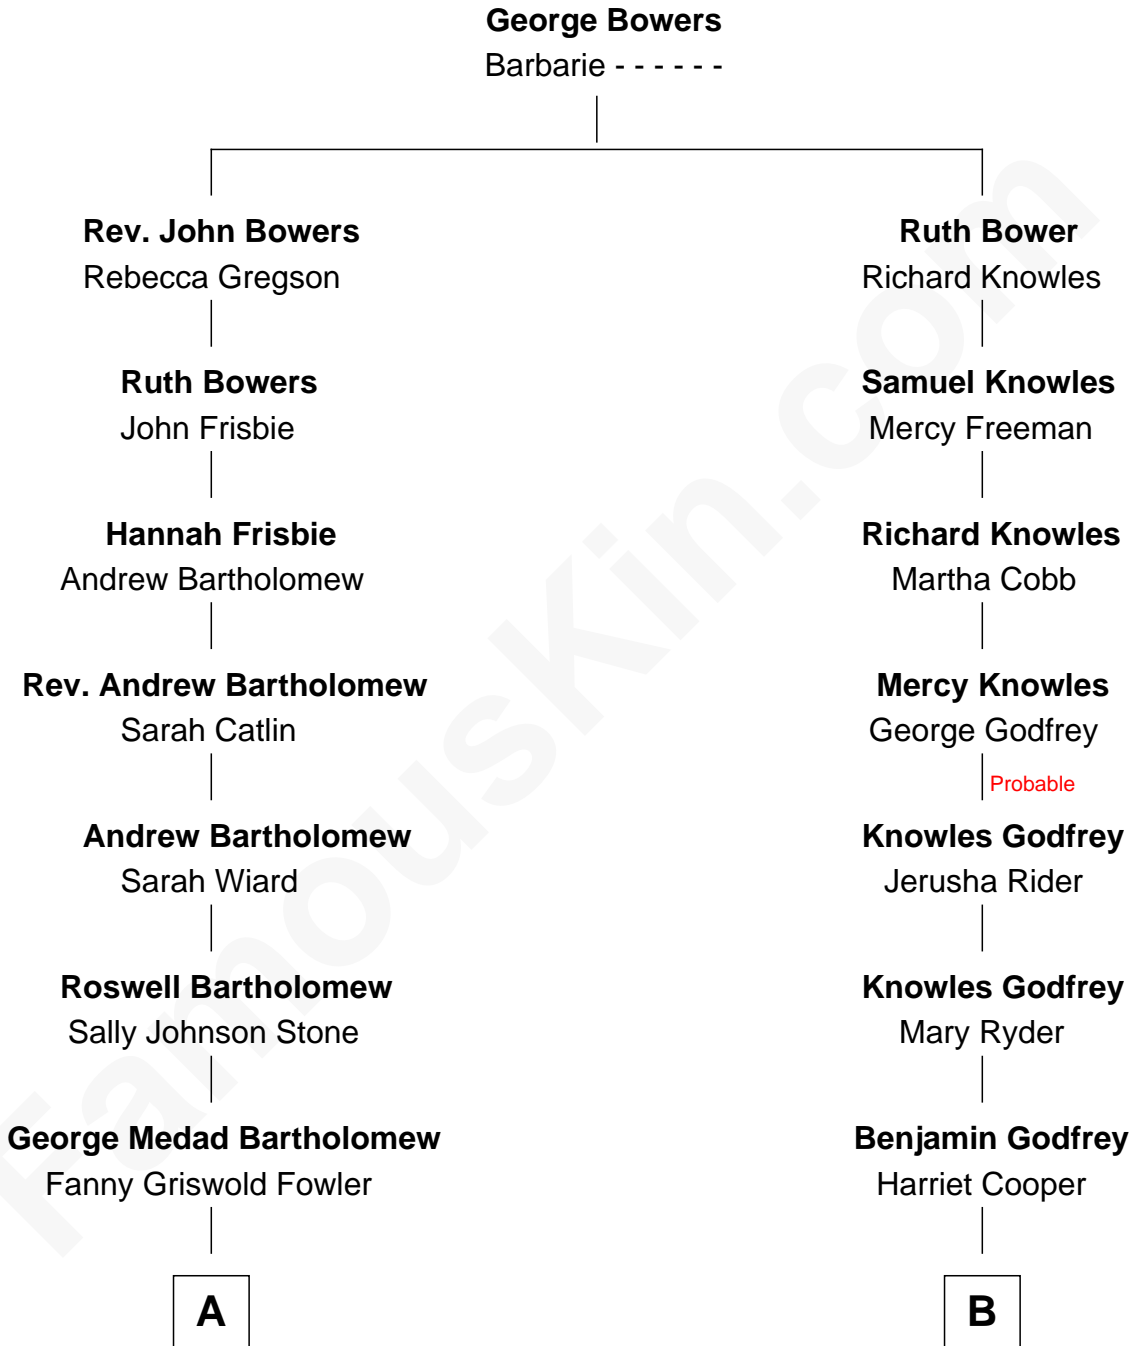 George Bowers
Barbarie - - - - - -
Rev. John Bowers
Rebecca Gregson
Ruth Bowers
John Frisbie
Hannah Frisbie
Andrew Bartholomew
Rev. Andrew Bartholomew
Sarah Catlin
Andrew Bartholomew
Sarah Wiard
Roswell Bartholomew
Sally Johnson Stone
George Medad Bartholomew
Fanny Griswold Fowler
A
Ruth Bower
Richard Knowles
Samuel Knowles
Mercy Freeman
Richard Knowles
Martha Cobb
Mercy Knowles
George Godfrey
Probable
Knowles Godfrey
Jerusha Rider
Knowles Godfrey
Mary Ryder
Benjamin Godfrey
Harriet Cooper
B
FamousKin.com